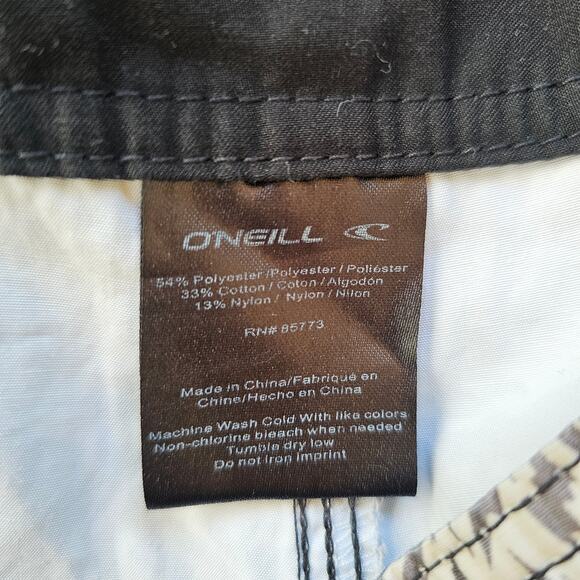 O'NEILL
54% Polyester /Polyester / Poliéster
33% Cotton / Coton / Algodón
13% Nylon / Nylon / Nilon
RN# 85773
Made in China/Fabriqué en
Chine/Hecho en China
Machine Wash Cold With like colors
Non-chlorine bleach when needed
Tumble dry low
Do not Iron imprint